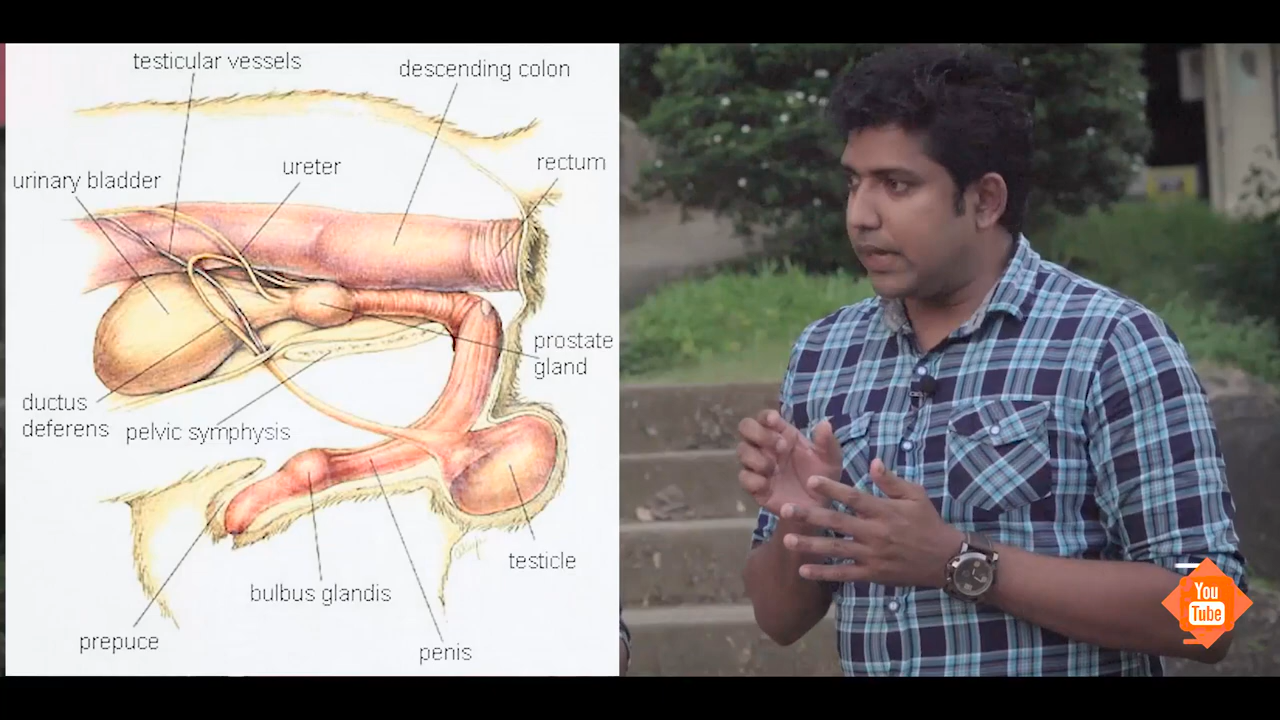 testicular vessels
descending colon
ureter
rectum
urinary bladder
prostate
gland
ductus
deferens
pelvic symphysis
testicle
bulbus glandis
prepuce
penis
You
Tube